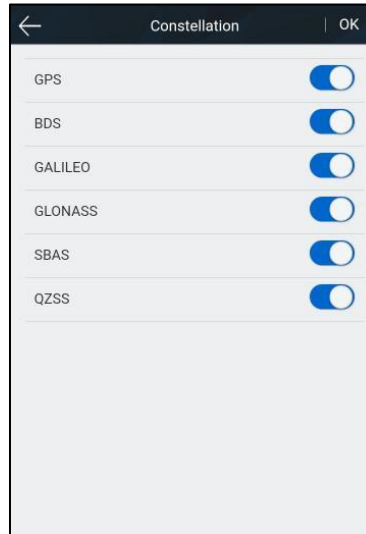 Constellation | OK
GPS
BDS
GALILEO
GLONASS
SBAS
QZSS